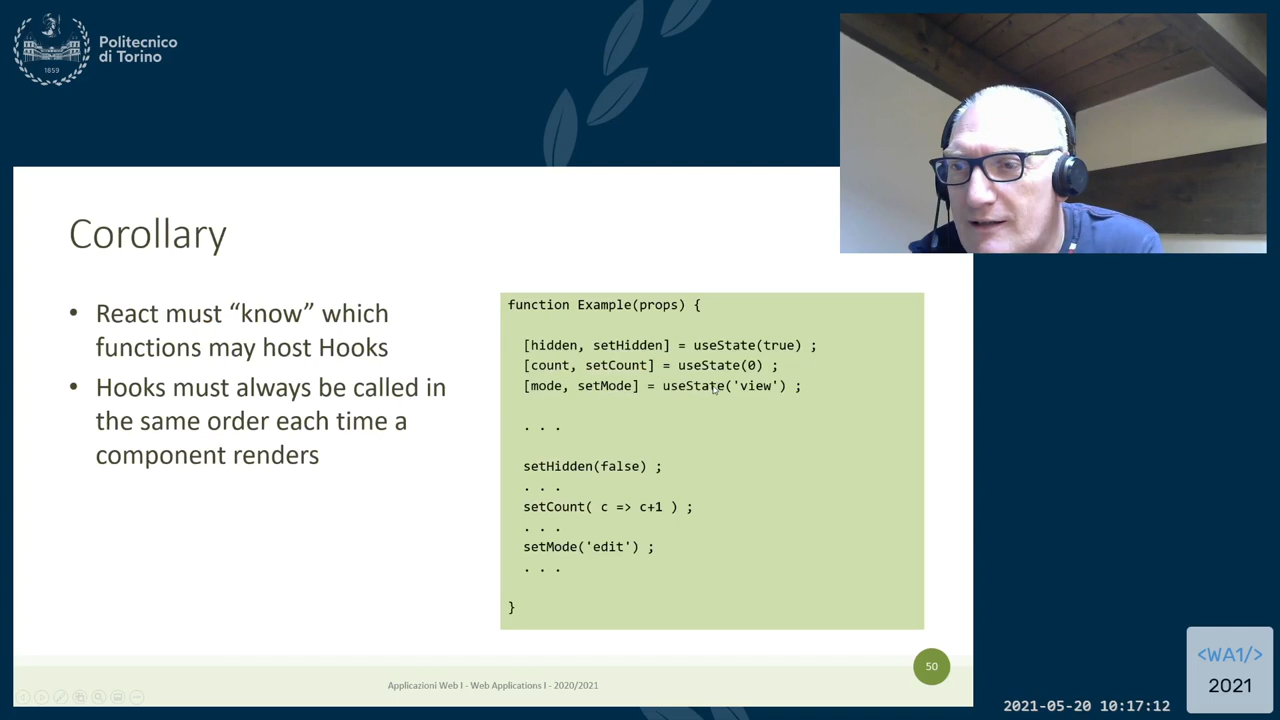 Politecnico
di Torino
1859
Corollary
• React must “know” which
functions may host Hooks
• Hooks must always be called in
the same order each time a
component renders
function Example(props) {
[hidden, setHidden] = useState(true) ;
[count, setCount] = useState(0) ;
[mode, setMode] = useState('view') ;
. . .
setHidden(false) ;
. . .
setCount( c => c+1 ) ;
. . .
setMode('edit') ;
. . .
}
Applicazioni Web I - Web Applications I - 2020/2021
50
<WA1/>
2021
2021-05-20 10:17:12